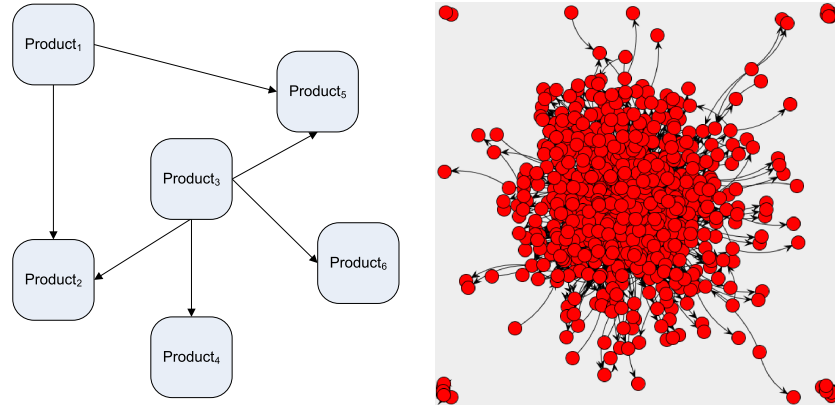 Product₁
Product₅
Product₃
Product₂
Product₆
Product₄